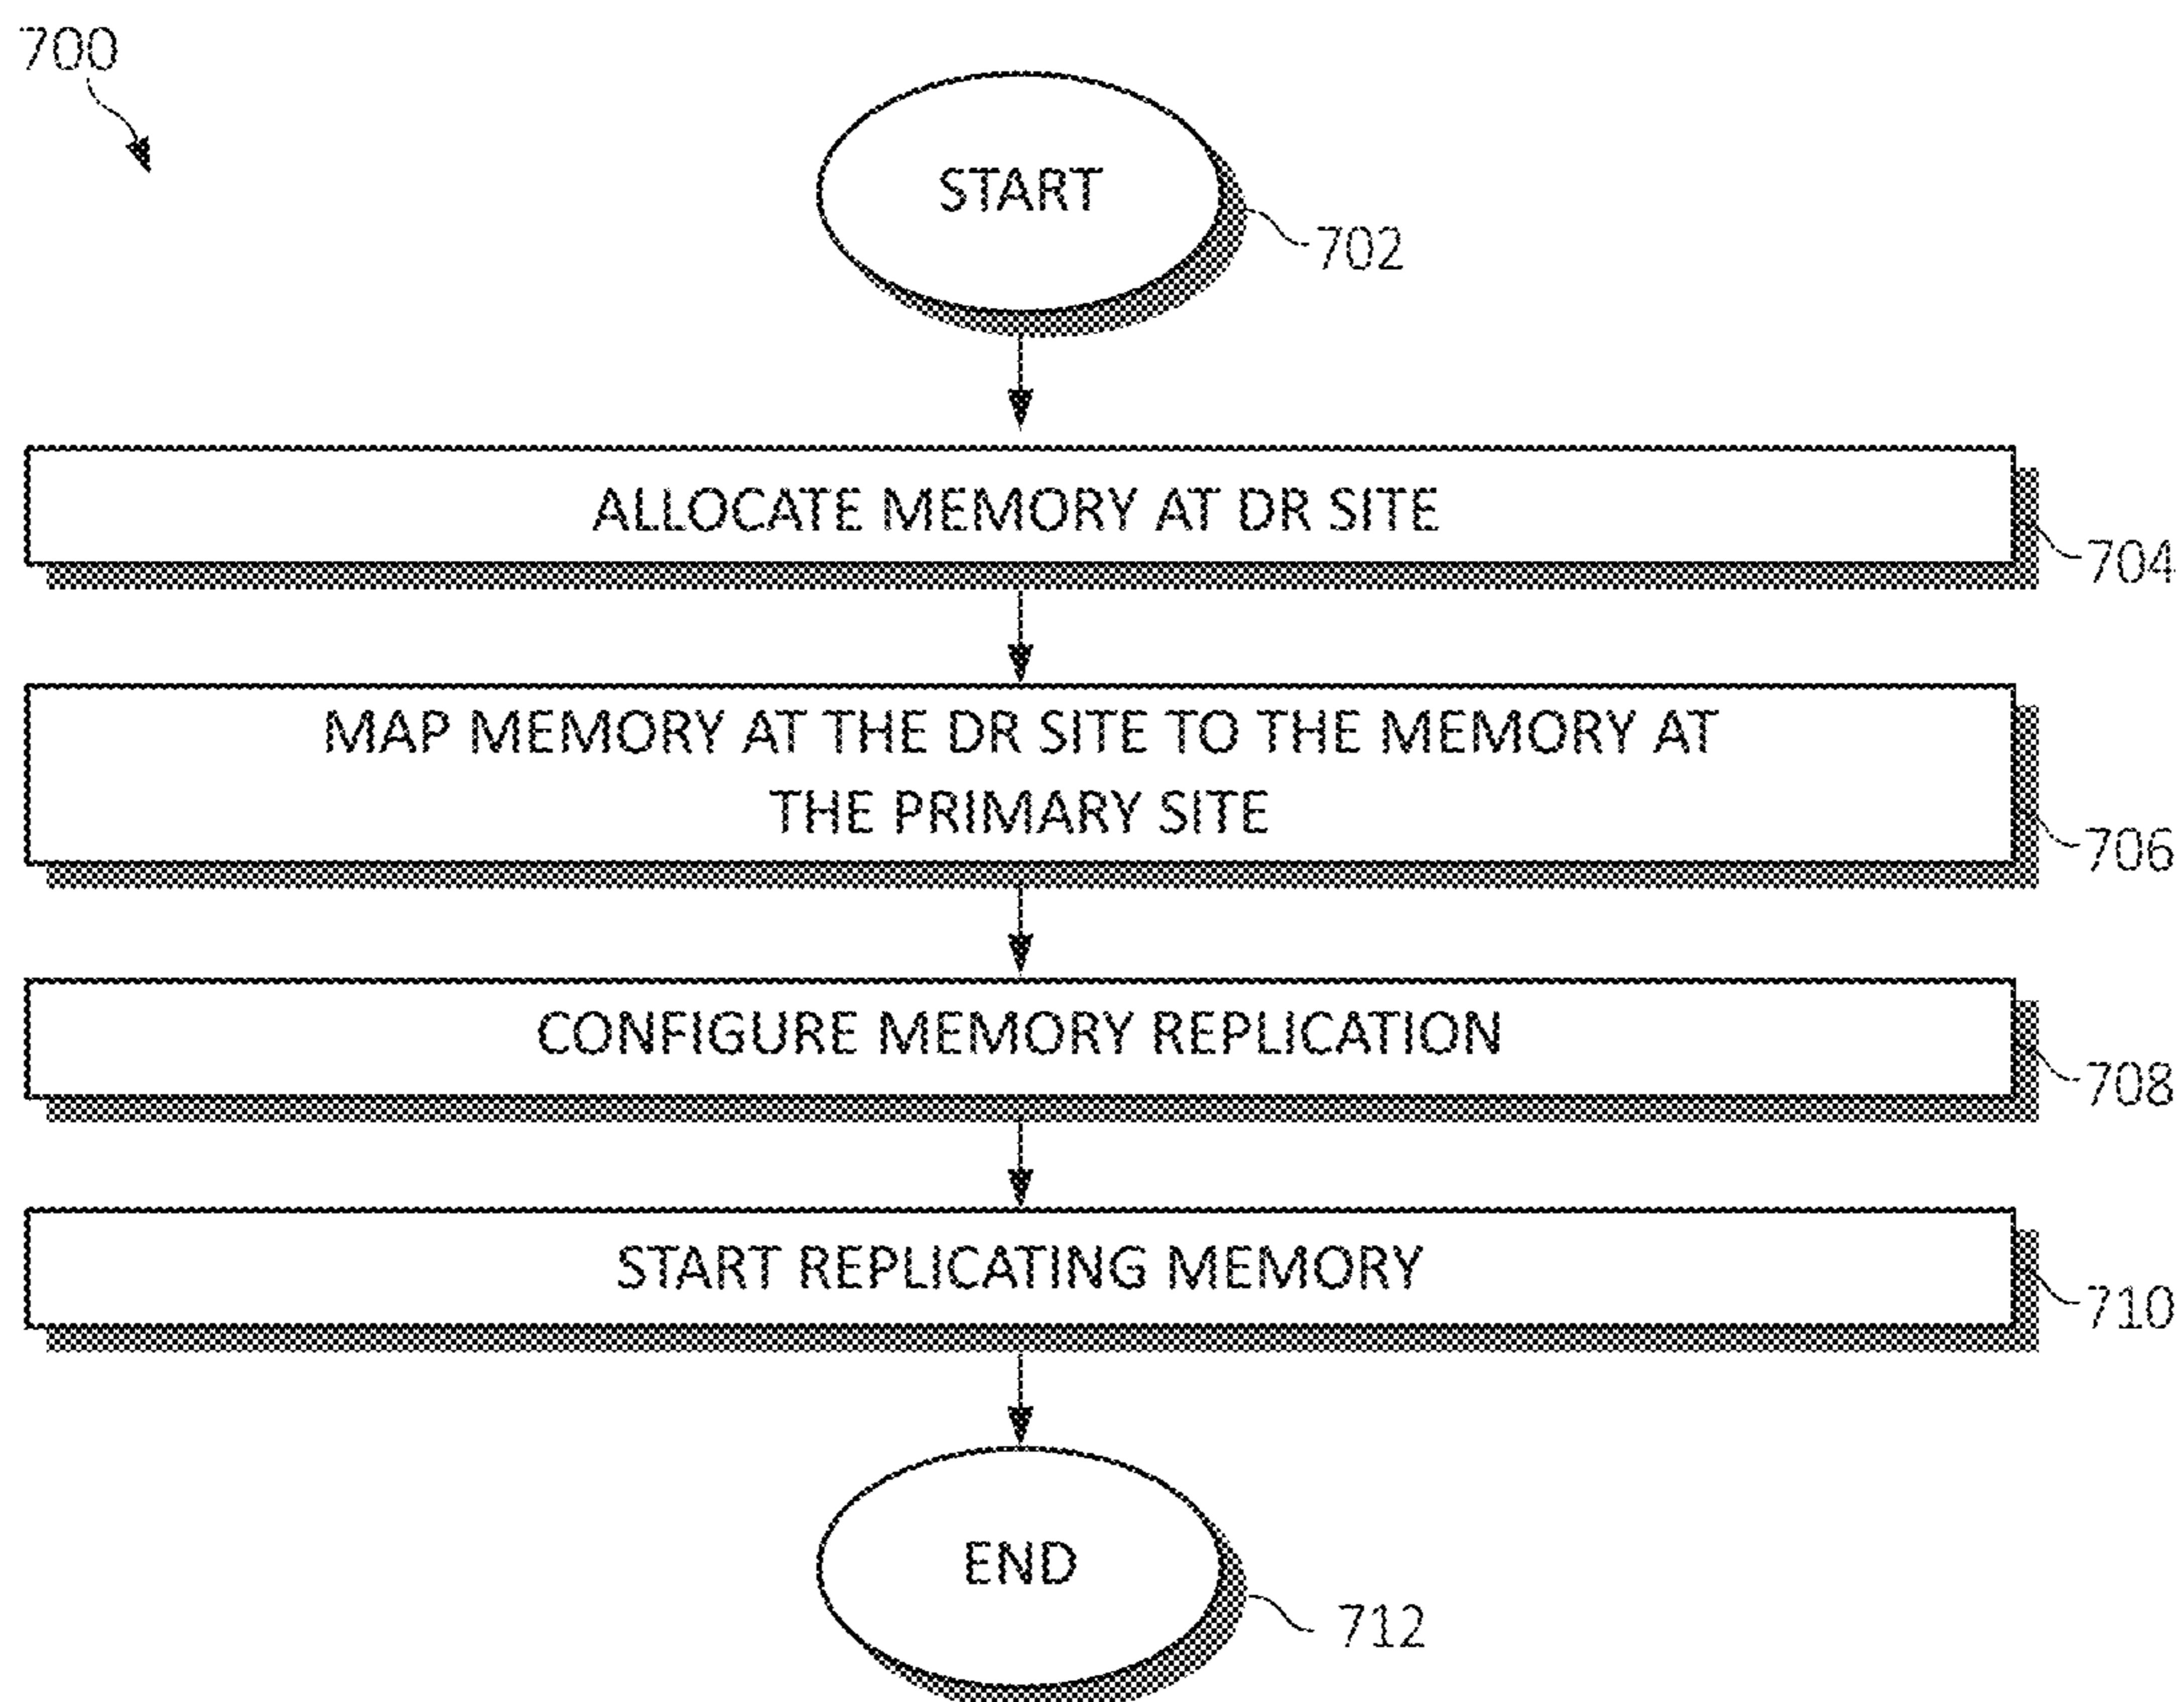 700
START
702
ALLOCATE MEMORY AT DR SITE
704
MAP MEMORY AT THE DR SITE TO THE MEMORY AT
THE PRIMARY SITE
706
CONFIGURE MEMORY REPLICATION
708
START REPLICATING MEMORY
710
END
712